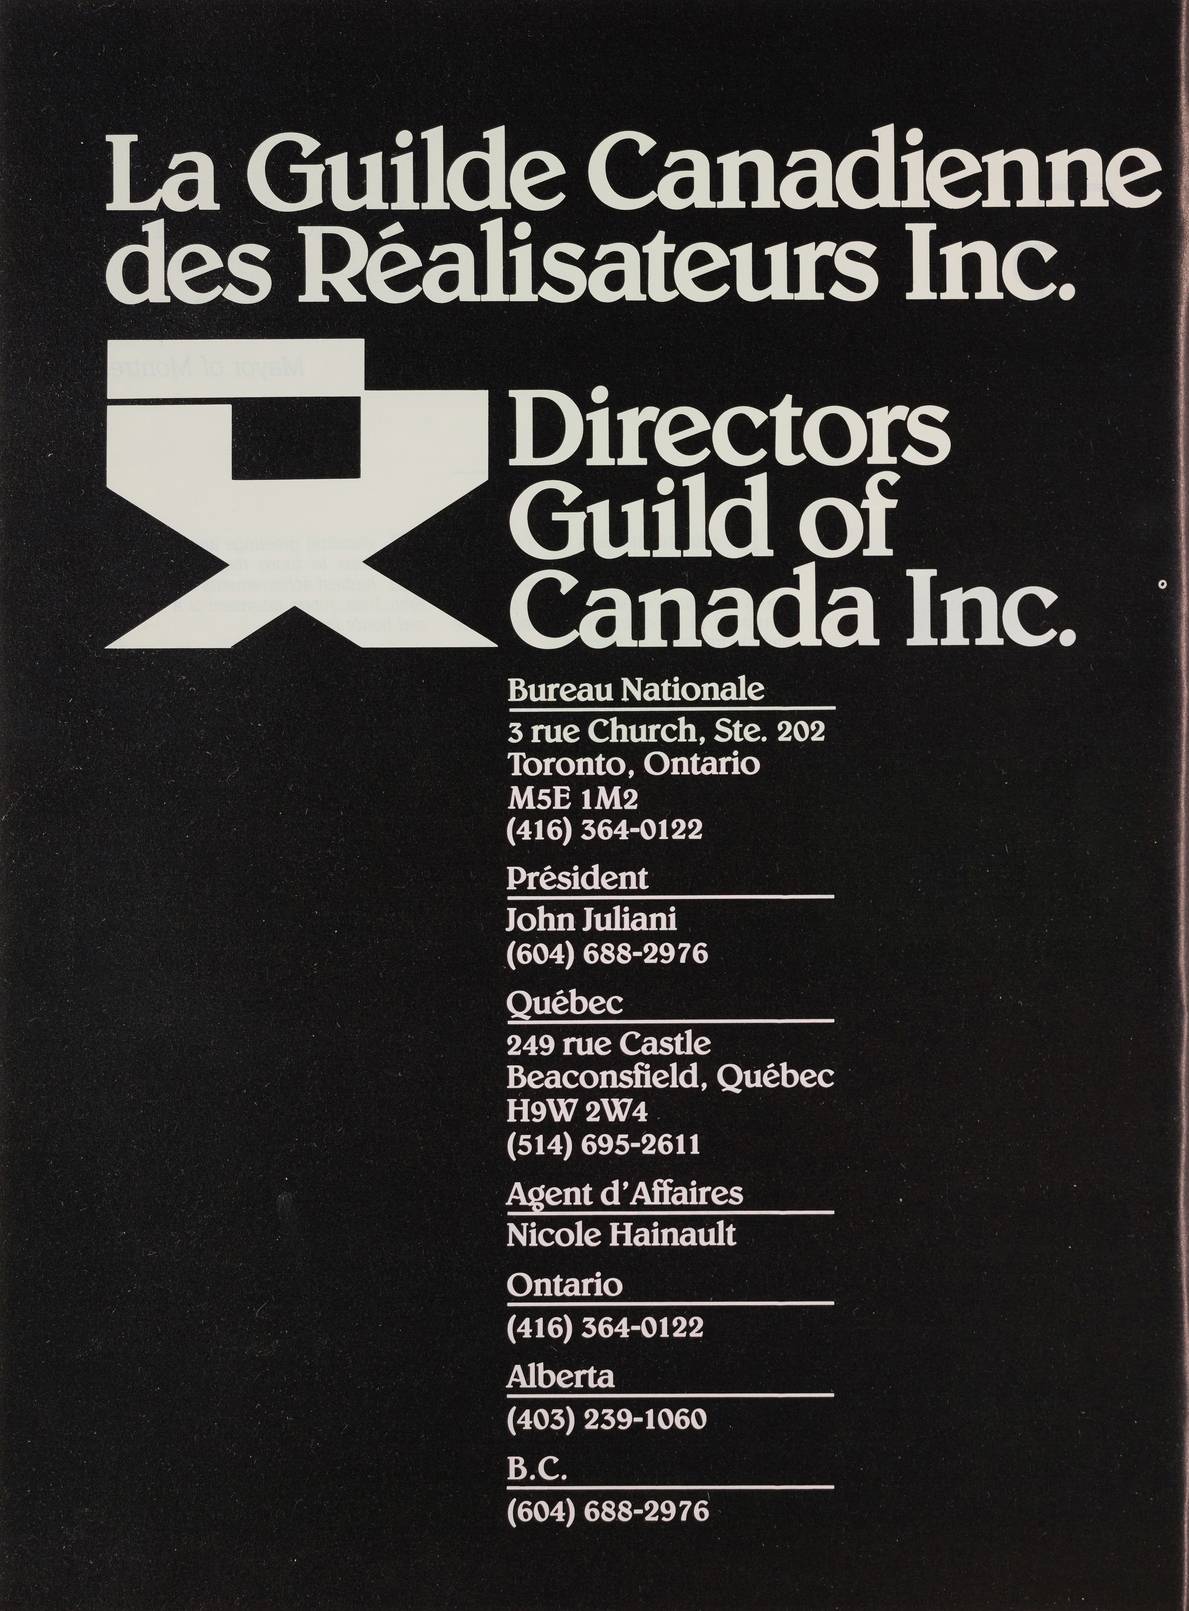 La Guilde Canadienne
des Réalisateurs Inc.
Directors
Guild of
Canada Inc.
Bureau Nationale
3 rue Church, Ste. 202
Toronto, Ontario
M5E 1M2
(416) 364-0122
Président
John Juliani
(604) 688-2976
Québec
249 rue Castle
Beaconsfield, Québec
H9W 2W4
(514) 695-2611
Agent d'Affaires
Nicole Hainault
Ontario
(416) 364-0122
Alberta
(403) 239-1060
B.C.
(604) 688-2976